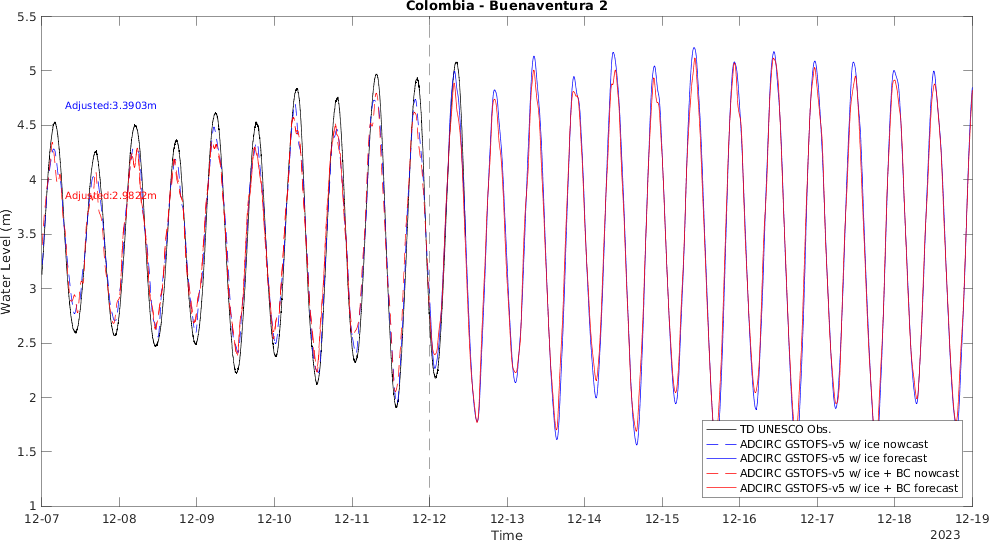 Colombia - Buenaventura 2
5.5
5
4.5
4
3.5
3
2.5
2
1.5
1
Water Level (m)
Adjusted:3.3903m
Adjusted:2.9822m
TD UNESCO Obs.
ADCIRC GSTOFS-v5 w/ ice nowcast
ADCIRC GSTOFS-v5 w/ ice forecast
ADCIRC GSTOFS-v5 w/ ice + BC nowcast
ADCIRC GSTOFS-v5 w/ ice + BC forecast
12-07 12-08 12-09 12-10 12-11 12-12 12-13 12-14 12-15 12-16 12-17 12-18 12-19
Time
2023